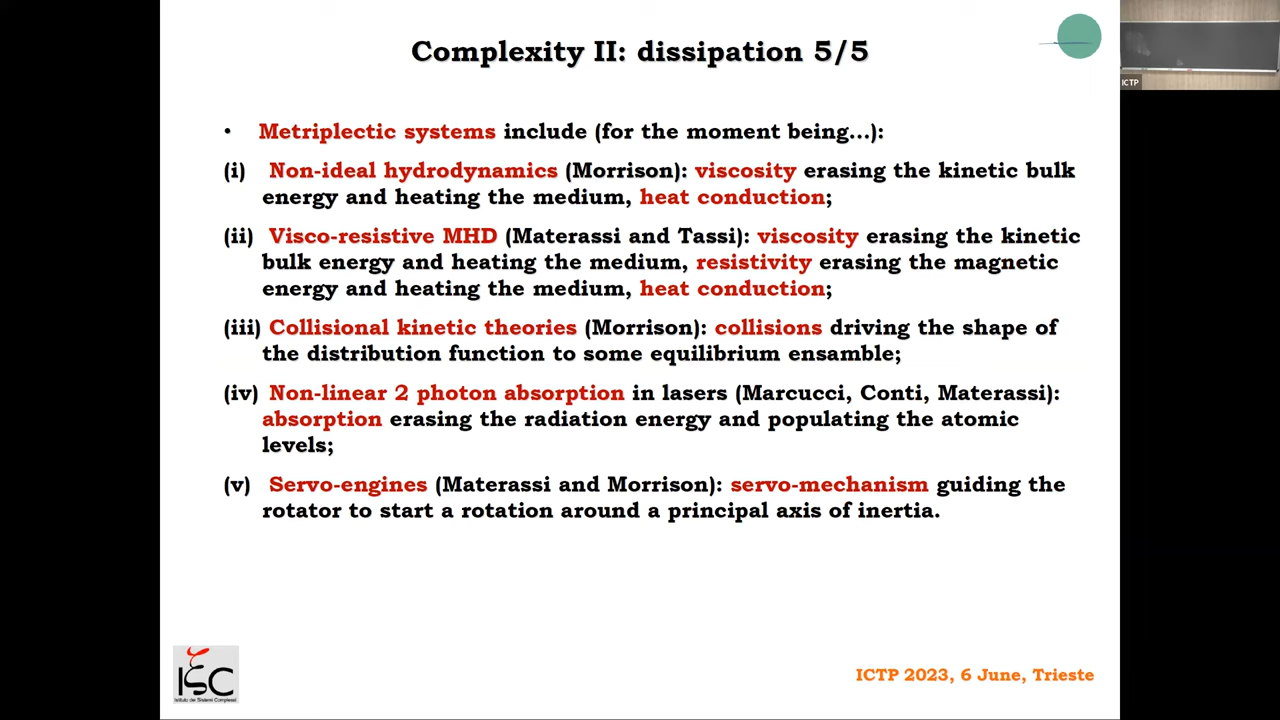 Complexity II: dissipation 5/5
ICTP
• Metriplectic systems include (for the moment being...):
(i) Non-ideal hydrodynamics (Morrison): viscosity erasing the kinetic bulk
energy and heating the medium, heat conduction;
(ii) Visco-resistive MHD (Materassi and Tassi): viscosity erasing the kinetic
bulk energy and heating the medium, resistivity erasing the magnetic
energy and heating the medium, heat conduction;
(iii) Collisional kinetic theories (Morrison): collisions driving the shape of
the distribution function to some equilibrium ensamble;
(iv) Non-linear 2 photon absorption in lasers (Marcucci, Conti, Materassi):
absorption erasing the radiation energy and populating the atomic
levels;
(v) Servo-engines (Materassi and Morrison): servo-mechanism guiding the
rotator to start a rotation around a principal axis of inertia.
ISC
Istituto dei Sistemi Complessi
ICTP 2023, 6 June, Trieste